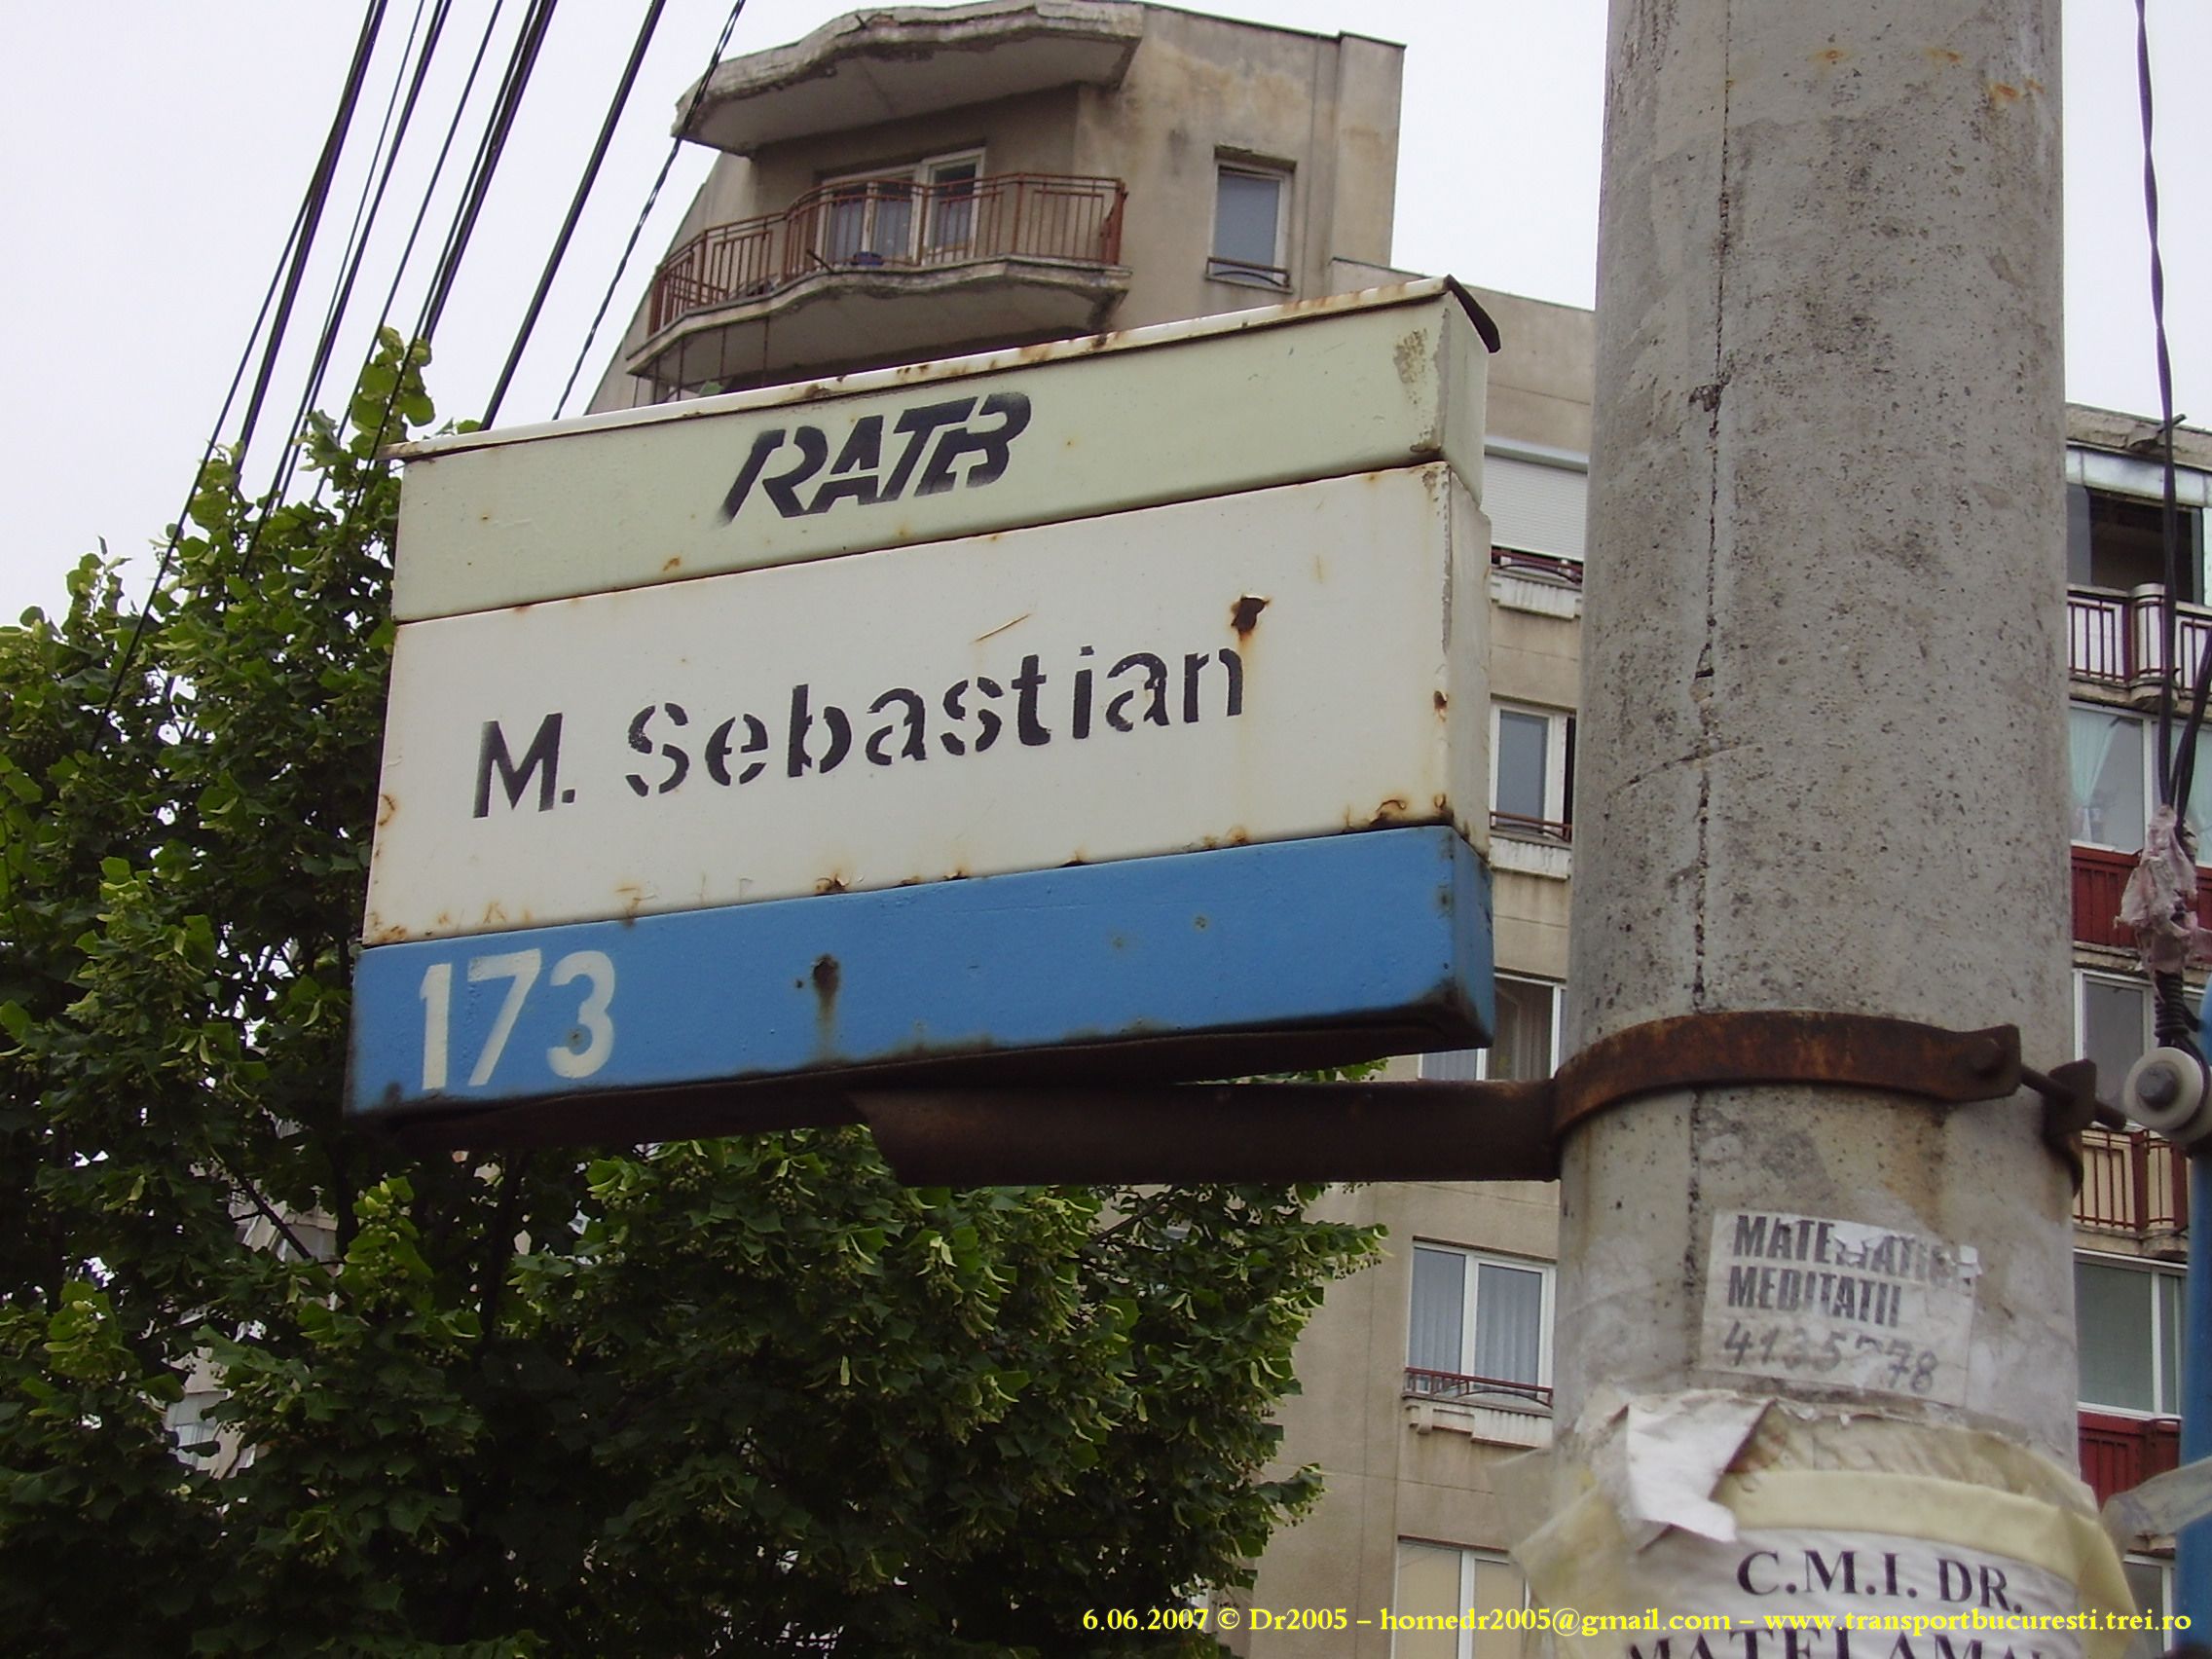 RATB
M. Sebastian
173
MEDITATII
C.M.I. DR.
6.06.2007 © Dr2005 – homedr2005@gmail.com – www.transportbucuresti.trei.ro